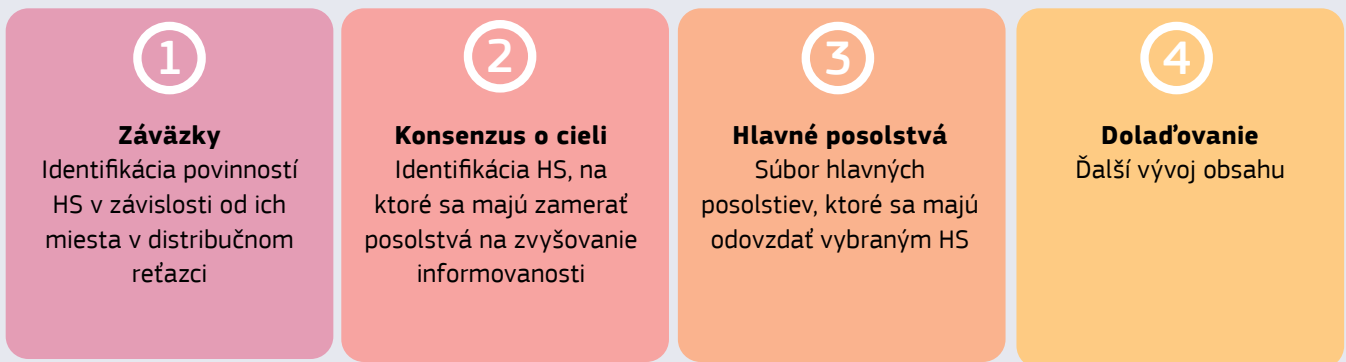 1
Záväzky
Identifikácia povinností
HS v závislosti od ich
miesta v distribučnom
reťazci
2
Konsenzus o cieli
Identifikácia HS, na
ktoré sa majú zamerať
posolstvá na zvyšovanie
informovanosti
3
Hlavné posolstvá
Súbor hlavných
posolstiev, ktoré sa majú
odovzdať vybraným HS
4
Dolaďovanie
Ďalší vývoj obsahu